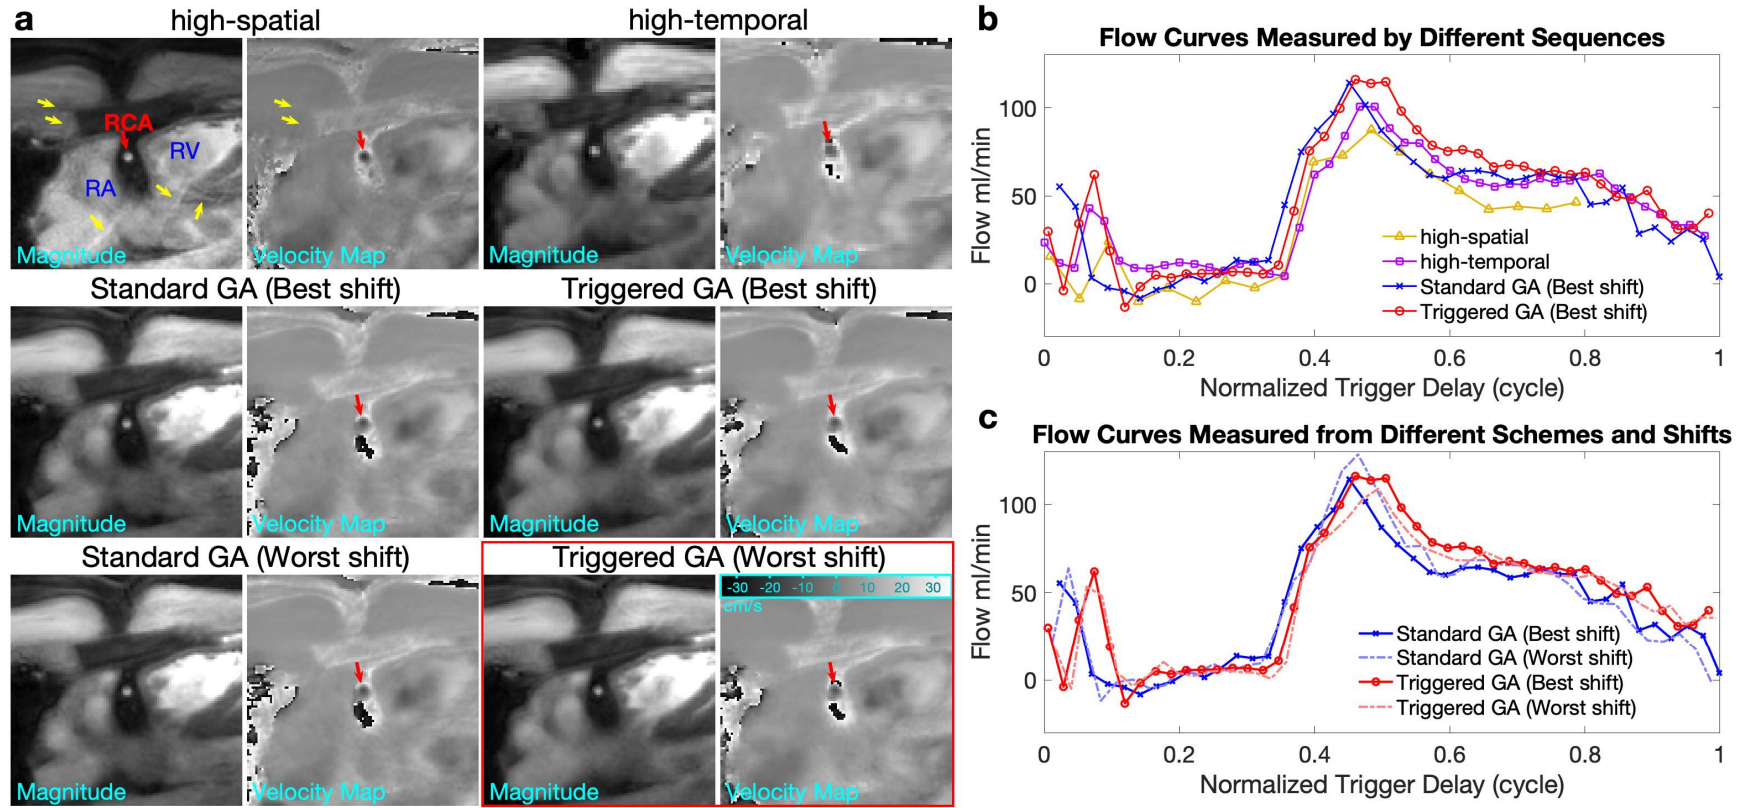 a
high-spatial
high-temporal
RCA
RV
RA
Magnitude
Velocity Map
Magnitude
Velocity Map
Standard GA (Best shift)
Triggered GA (Best shift)
Magnitude
Velocity Map
Magnitude
Velocity Map
Standard GA (Worst shift)
Triggered GA (Worst shift)
-30 -20 -10 0 10 20 30
cm/s
Magnitude
Velocity Map
Magnitude
Velocity Map
b
Flow Curves Measured by Different Sequences
Flow ml/min
100
50
0
high-spatial
high-temporal
Standard GA (Best shift)
Triggered GA (Best shift)
0 0.2 0.4 0.6 0.8 1
Normalized Trigger Delay (cycle)
c
Flow Curves Measured from Different Schemes and Shifts
Flow ml/min
100
50
0
Standard GA (Best shift)
Standard GA (Worst shift)
Triggered GA (Best shift)
Triggered GA (Worst shift)
0 0.2 0.4 0.6 0.8 1
Normalized Trigger Delay (cycle)